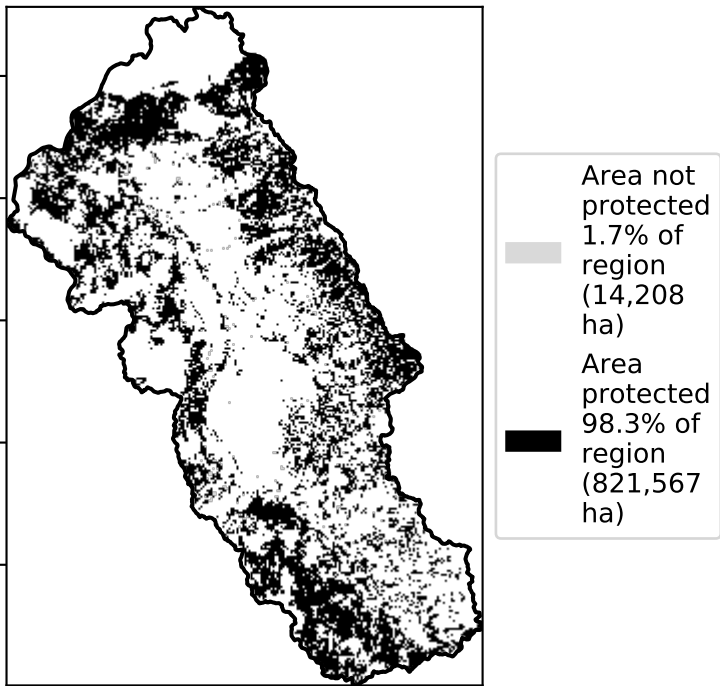 Area not
protected
1.7% of
region
(14,208
ha)
Area
protected
98.3% of
region
(821,567
ha)